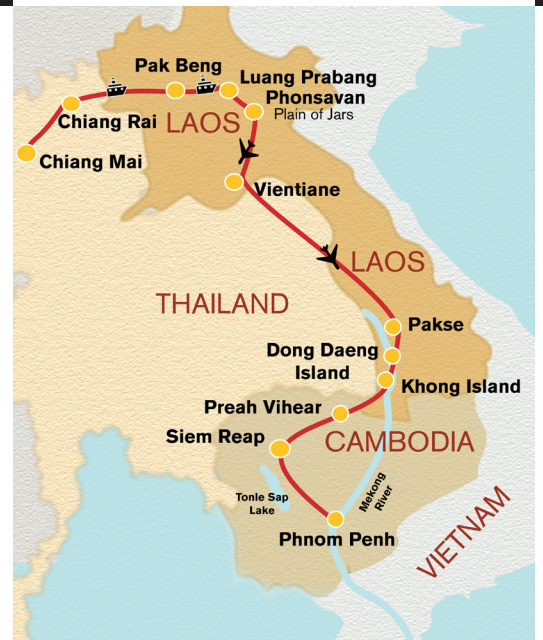 Pak Beng
Luang Prabang
Phonsavan
Plain of Jars
Chiang Rai
LAOS
Chiang Mai
Vientiane
LAOS
THAILAND
Pakse
Dong Daeng
Island
Khong Island
Preah Vihear
Siem Reap
CAMBODIA
Tonle Sap
Lake
Mekong
River
VIETNAM
Phnom Penh